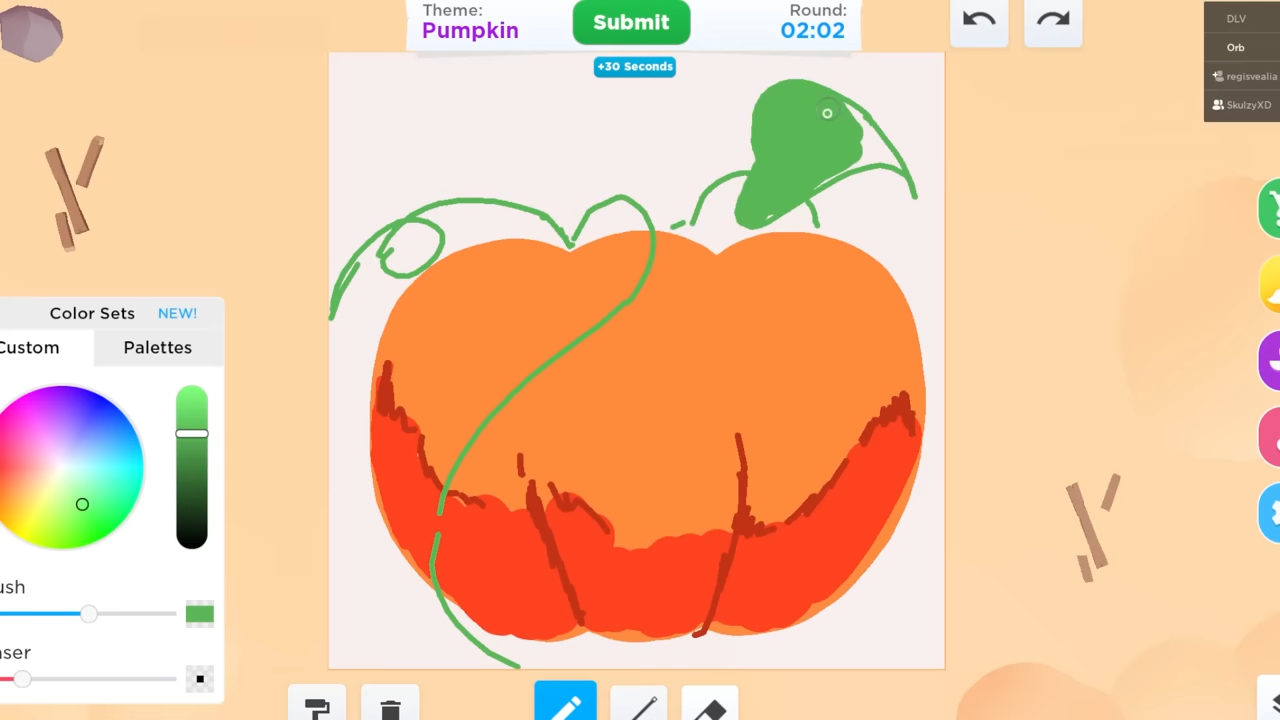 Theme:
Pumpkin
Submit
Round:
02:02
+30 Seconds
DLV
Orb
regisvealia
SkulzyXD
Color Sets NEW!
Custom
Palettes
ush
aser